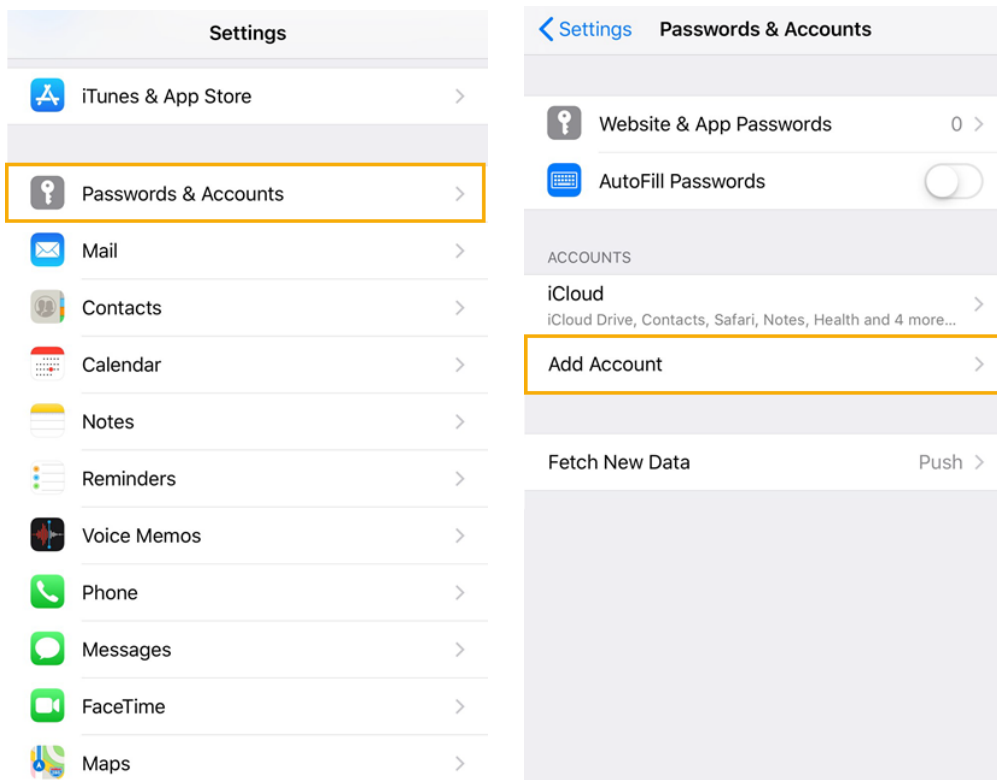 Settings
iTunes & App Store
Passwords & Accounts
Mail
Contacts
Calendar
Notes
Reminders
Voice Memos
Phone
Messages
FaceTime
Maps
Settings Passwords & Accounts
Website & App Passwords 0
AutoFill Passwords
ACCOUNTS
iCloud
iCloud Drive, Contacts, Safari, Notes, Health and 4 more...
Add Account
Fetch New Data Push